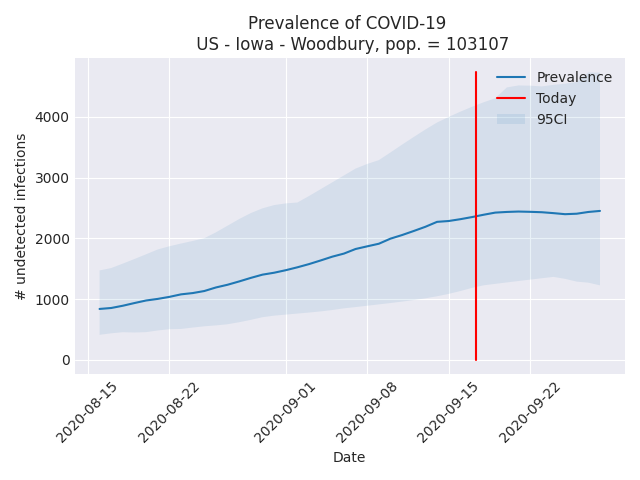 Prevalence of COVID-19
US - Iowa - Woodbury, pop. = 103107
Prevalence
Today
95CI
# undetected infections
4000
3000
2000
1000
0
2020-08-15
2020-08-22
2020-09-01
2020-09-08
2020-09-15
2020-09-22
Date